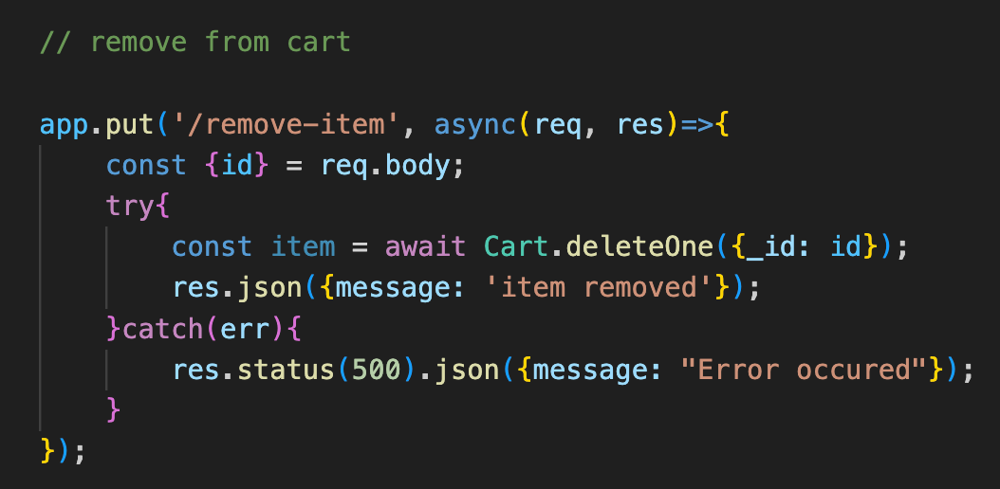 // remove from cart
app.put('/remove-item', async(req, res)=>{
const {id} = req.body;
try{
const item = await Cart.deleteOne({_id: id});
res.json({message: 'item removed'});
}catch(err){
res.status(500).json({message: "Error occured"});
}
});